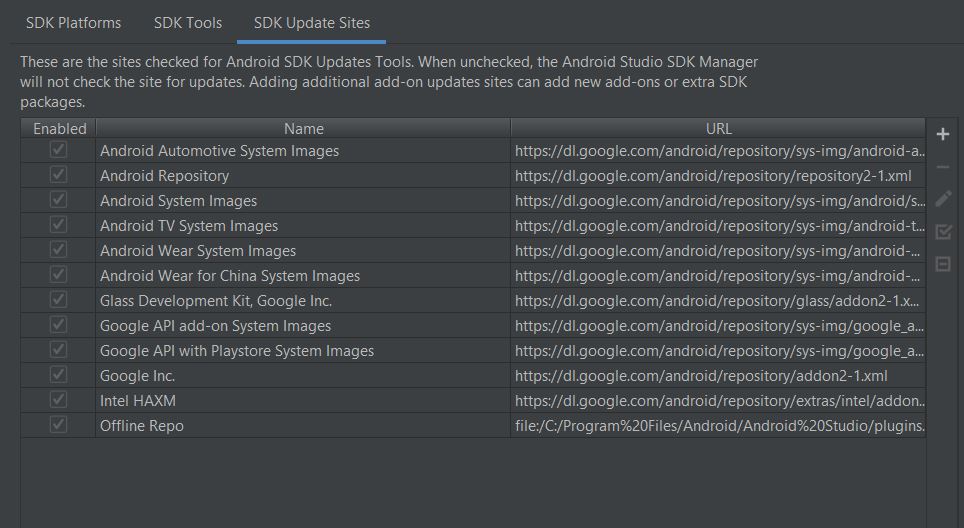 SDK Platforms SDK Tools SDK Update Sites
These are the sites checked for Android SDK Updates Tools. When unchecked, the Android Studio SDK Manager
will not check the site for updates. Adding additional add-on updates sites can add new add-ons or extra SDK
packages.
Enabled Name URL
Android Automotive System Images https://dl.google.com/android/repository/sys-img/android-a...
Android Repository https://dl.google.com/android/repository/repository2-1.xml
Android System Images https://dl.google.com/android/repository/sys-img/android/s...
Android TV System Images https://dl.google.com/android/repository/sys-img/android-t...
Android Wear System Images https://dl.google.com/android/repository/sys-img/android-...
Android Wear for China System Images https://dl.google.com/android/repository/sys-img/android-...
Glass Development Kit, Google Inc. https://dl.google.com/android/repository/glass/addon2-1.x...
Google API add-on System Images https://dl.google.com/android/repository/sys-img/google_a...
Google API with Playstore System Images https://dl.google.com/android/repository/sys-img/google_a...
Google Inc. https://dl.google.com/android/repository/addon2-1.xml
Intel HAXM https://dl.google.com/android/repository/extras/intel/addon...
Offline Repo file:/C:/Program%20Files/Android/Android%20Studio/plugins...